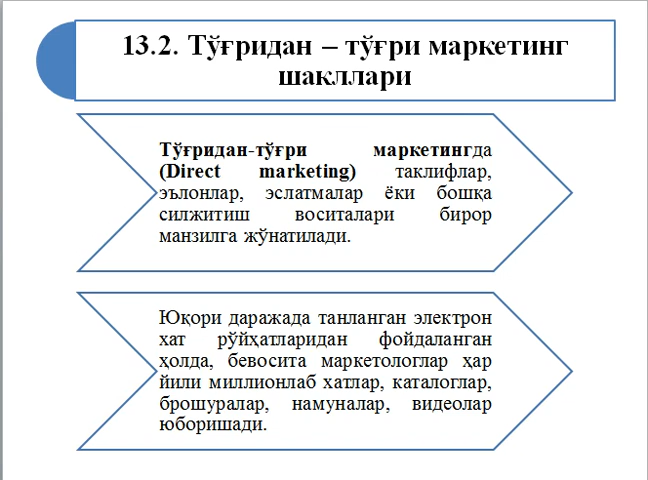 13.2. Тўғридан – тўғри маркетинг
шакллари
Тўғридан-тўғри маркетингда
(Direct marketing) таклифлар,
эълонлар, эслатмалар ёки бошқа
силжитиш воситалари бирор
манзилга жўнатилади.
Юқори даражада танланган электрон
хат рўйҳатларидан фойдаланган
ҳолда, бевосита маркетологлар ҳар
йили миллионлаб хатлар, каталоглар,
брошуралар, намуналар, видеолар
юборишади.